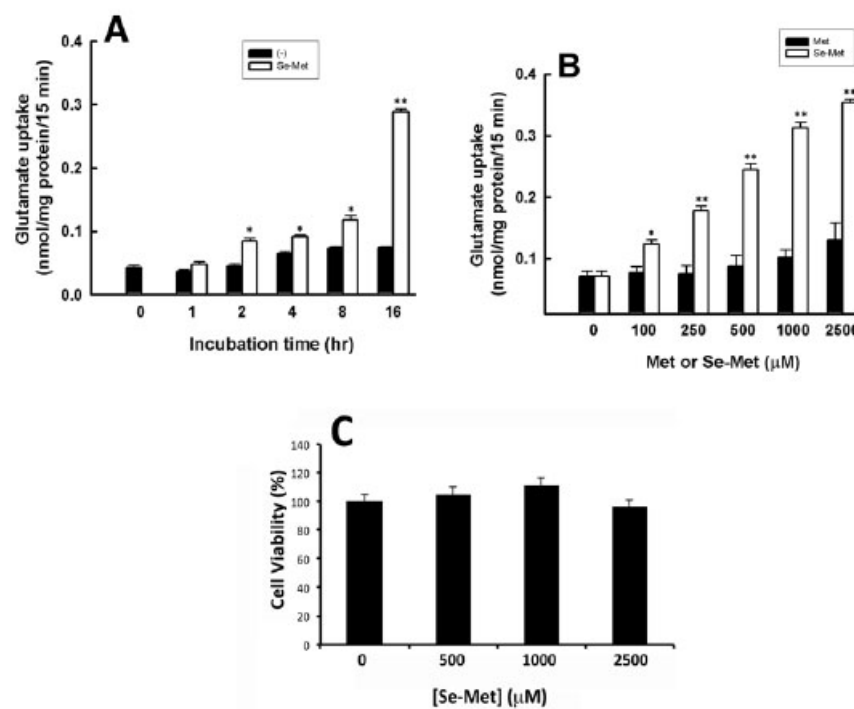 A
(-)
Se-Met
Glutamate uptake
(nmol/mg protein/15 min)
0.4
0.3
0.2
0.1
0.0
*
*
*
**
0 1 2 4 8 16
Incubation time (hr)
B
Met
Se-Met
Glutamate uptake
(nmol/mg protein/15 min)
0.4
0.3
0.2
0.1
*
**
**
**
**
0 100 250 500 1000 2500
Met or Se-Met (μM)
C
Cell Viability (%)
140
120
100
80
60
40
20
0
0 500 1000 2500
[Se-Met] (μM)